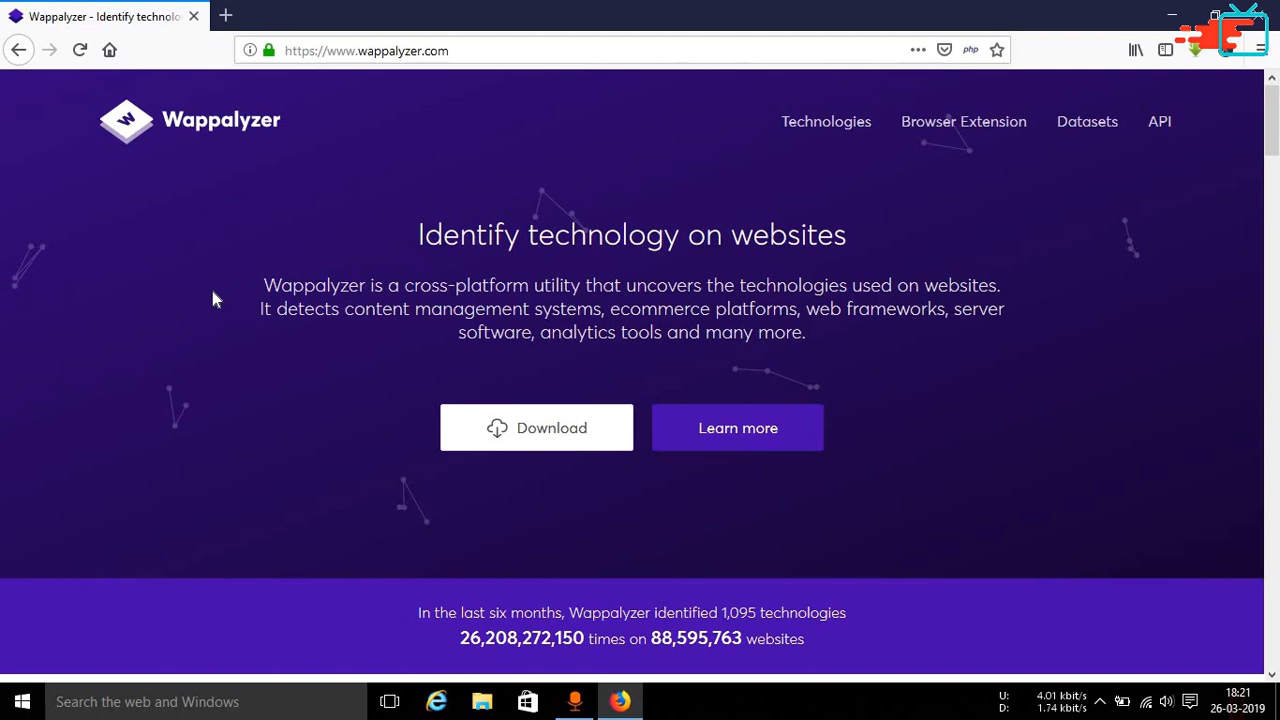 Wappalyzer - Identify technolo
https://www.wappalyzer.com
php
Wappalyzer
Technologies
Browser Extension
Datasets
API
Identify technology on websites
Wappalyzer is a cross-platform utility that uncovers the technologies used on websites.
It detects content management systems, ecommerce platforms, web frameworks, server
software, analytics tools and many more.
Download
Learn more
In the last six months, Wappalyzer identified 1,095 technologies
26,208,272,150 times on 88,595,763 websites
Search the web and Windows
U: 4.01 kbit/s
D: 1.74 kbit/s
18:21
26-03-2019